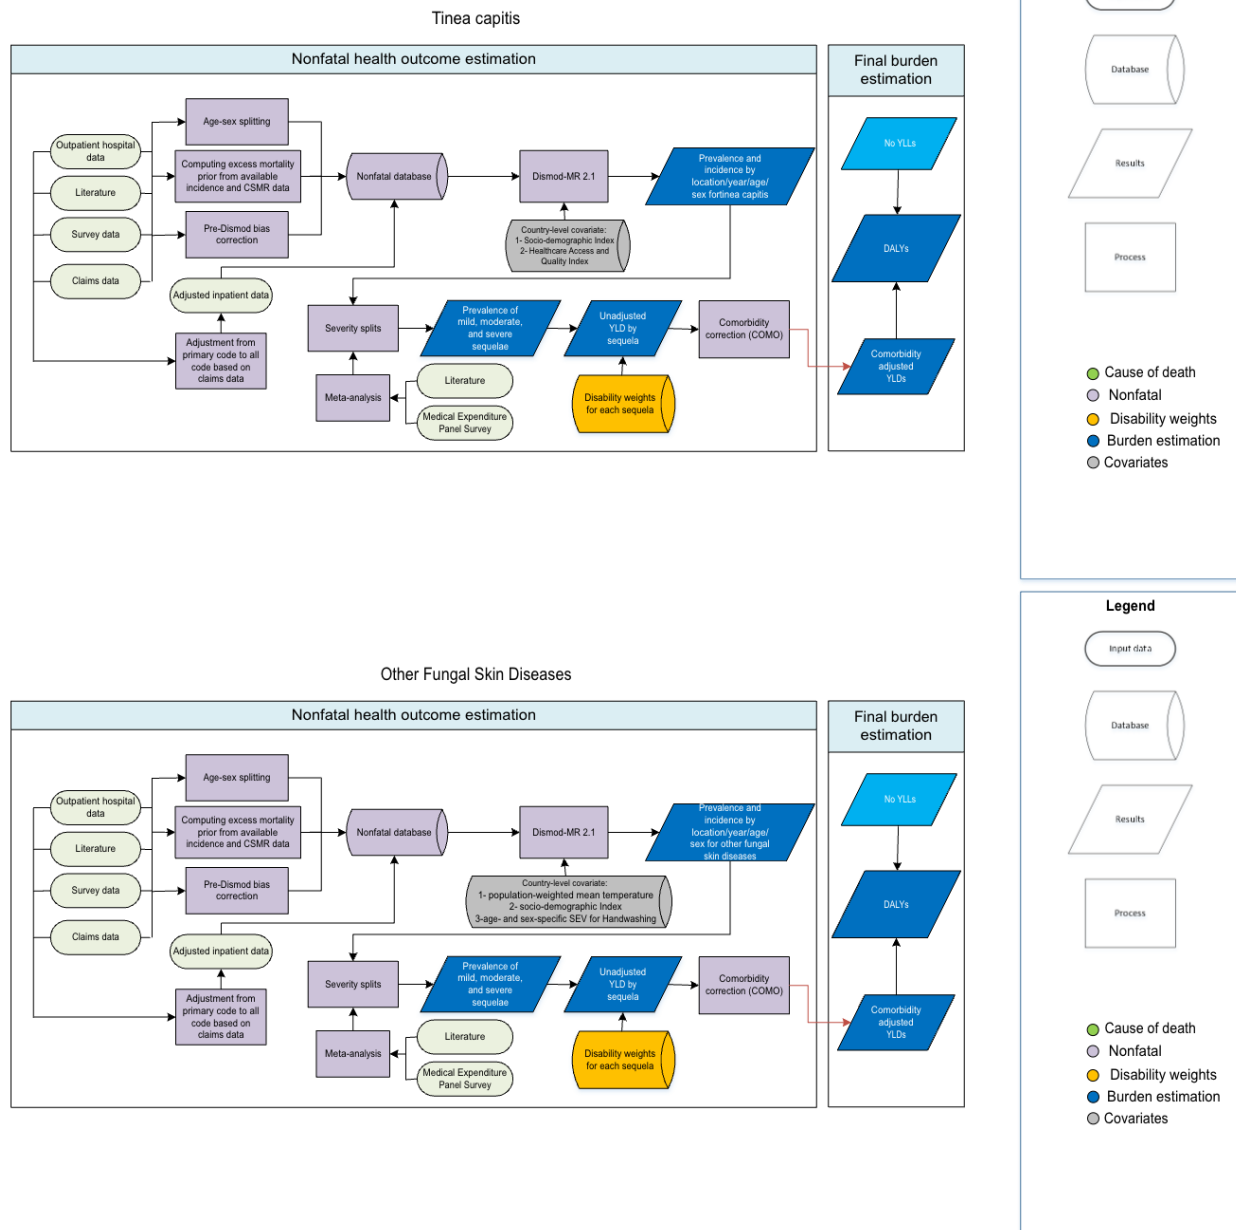 Tinea capitis
Nonfatal health outcome estimation
Final burden
estimation
Outpatient hospital
data
Literature
Survey data
Claims data
Age-sex splitting
Computing excess mortality
prior from available
incidence and CSMR data
Pre-Dismod bias
correction
Adjusted inpatient data
Adjustment from
primary code to all
code based on
claims data
Nonfatal database
Dismod-MR 2.1
Country-level covariate:
1- Socio-demographic Index
2- Healthcare Access and
Quality Index
Prevalence and
incidence by
location/year/age/
sex fortinea capitis
Severity splits
Meta-analysis
Prevalence of
mild, moderate,
and severe
sequelae
Literature
Medical Expenditure
Panel Survey
Unadjusted
YLD by
sequela
Disability weights
for each sequela
Comorbidity
correction (COMO)
No YLLs
DALYs
Comorbidity
adjusted
YLDs
Database
Results
Process
Cause of death
Nonfatal
Disability weights
Burden estimation
Covariates
Other Fungal Skin Diseases
Nonfatal health outcome estimation
Final burden
estimation
Outpatient hospital
data
Literature
Survey data
Claims data
Age-sex splitting
Computing excess mortality
prior from available
incidence and CSMR data
Pre-Dismod bias
correction
Adjusted inpatient data
Adjustment from
primary code to all
code based on
claims data
Nonfatal database
Dismod-MR 2.1
Country-level covariate:
1- population-weighted mean temperature
2- socio-demographic Index
3-age- and sex-specific SEV for Handwashing
Prevalence and
incidence by
location/year/age/
sex for other fungal
skin diseases
Severity splits
Meta-analysis
Prevalence of
mild, moderate,
and severe
sequelae
Literature
Medical Expenditure
Panel Survey
Unadjusted
YLD by
sequela
Disability weights
for each sequela
Comorbidity
correction (COMO)
No YLLs
DALYs
Comorbidity
adjusted
YLDs
Legend
Input data
Database
Results
Process
Cause of death
Nonfatal
Disability weights
Burden estimation
Covariates